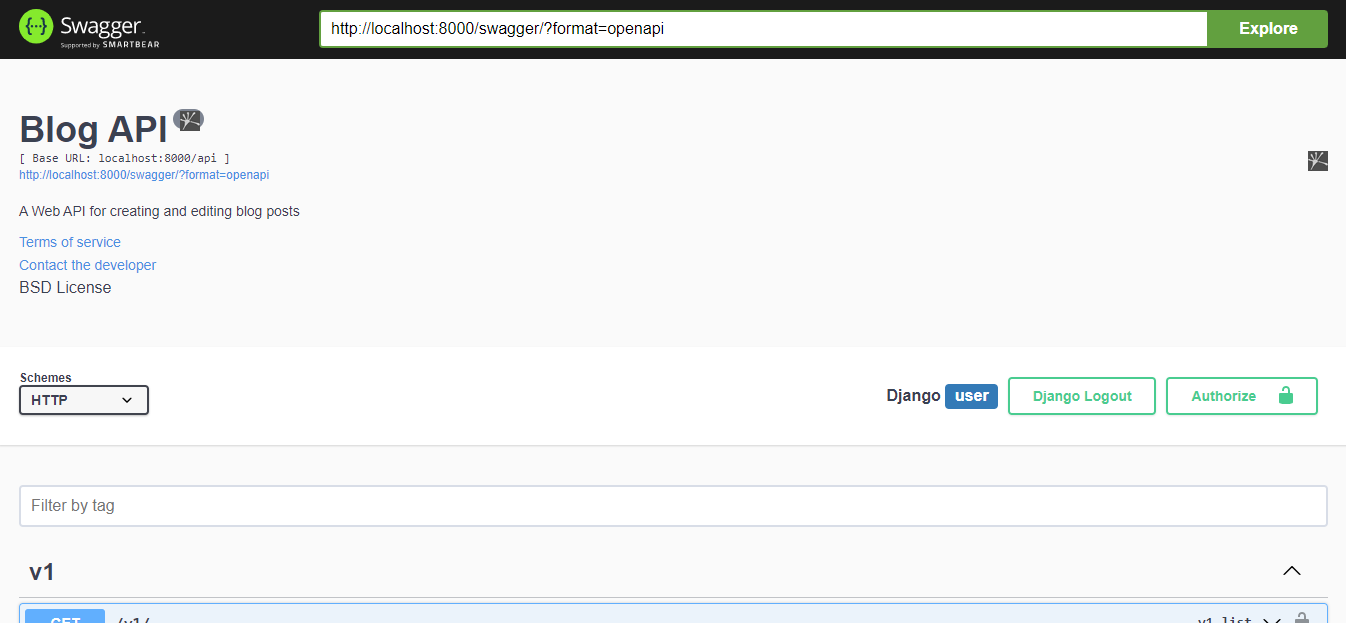 Swagger
Supported by SMARTBEAR
http://localhost:8000/swagger/?format=openapi
Explore
Blog API
[ Base URL: localhost:8000/api ]
http://localhost:8000/swagger/?format=openapi
A Web API for creating and editing blog posts
Terms of service
Contact the developer
BSD License
Schemes
HTTP
Django user
Django Logout
Authorize
Filter by tag
v1
GET /v1/ v1_list